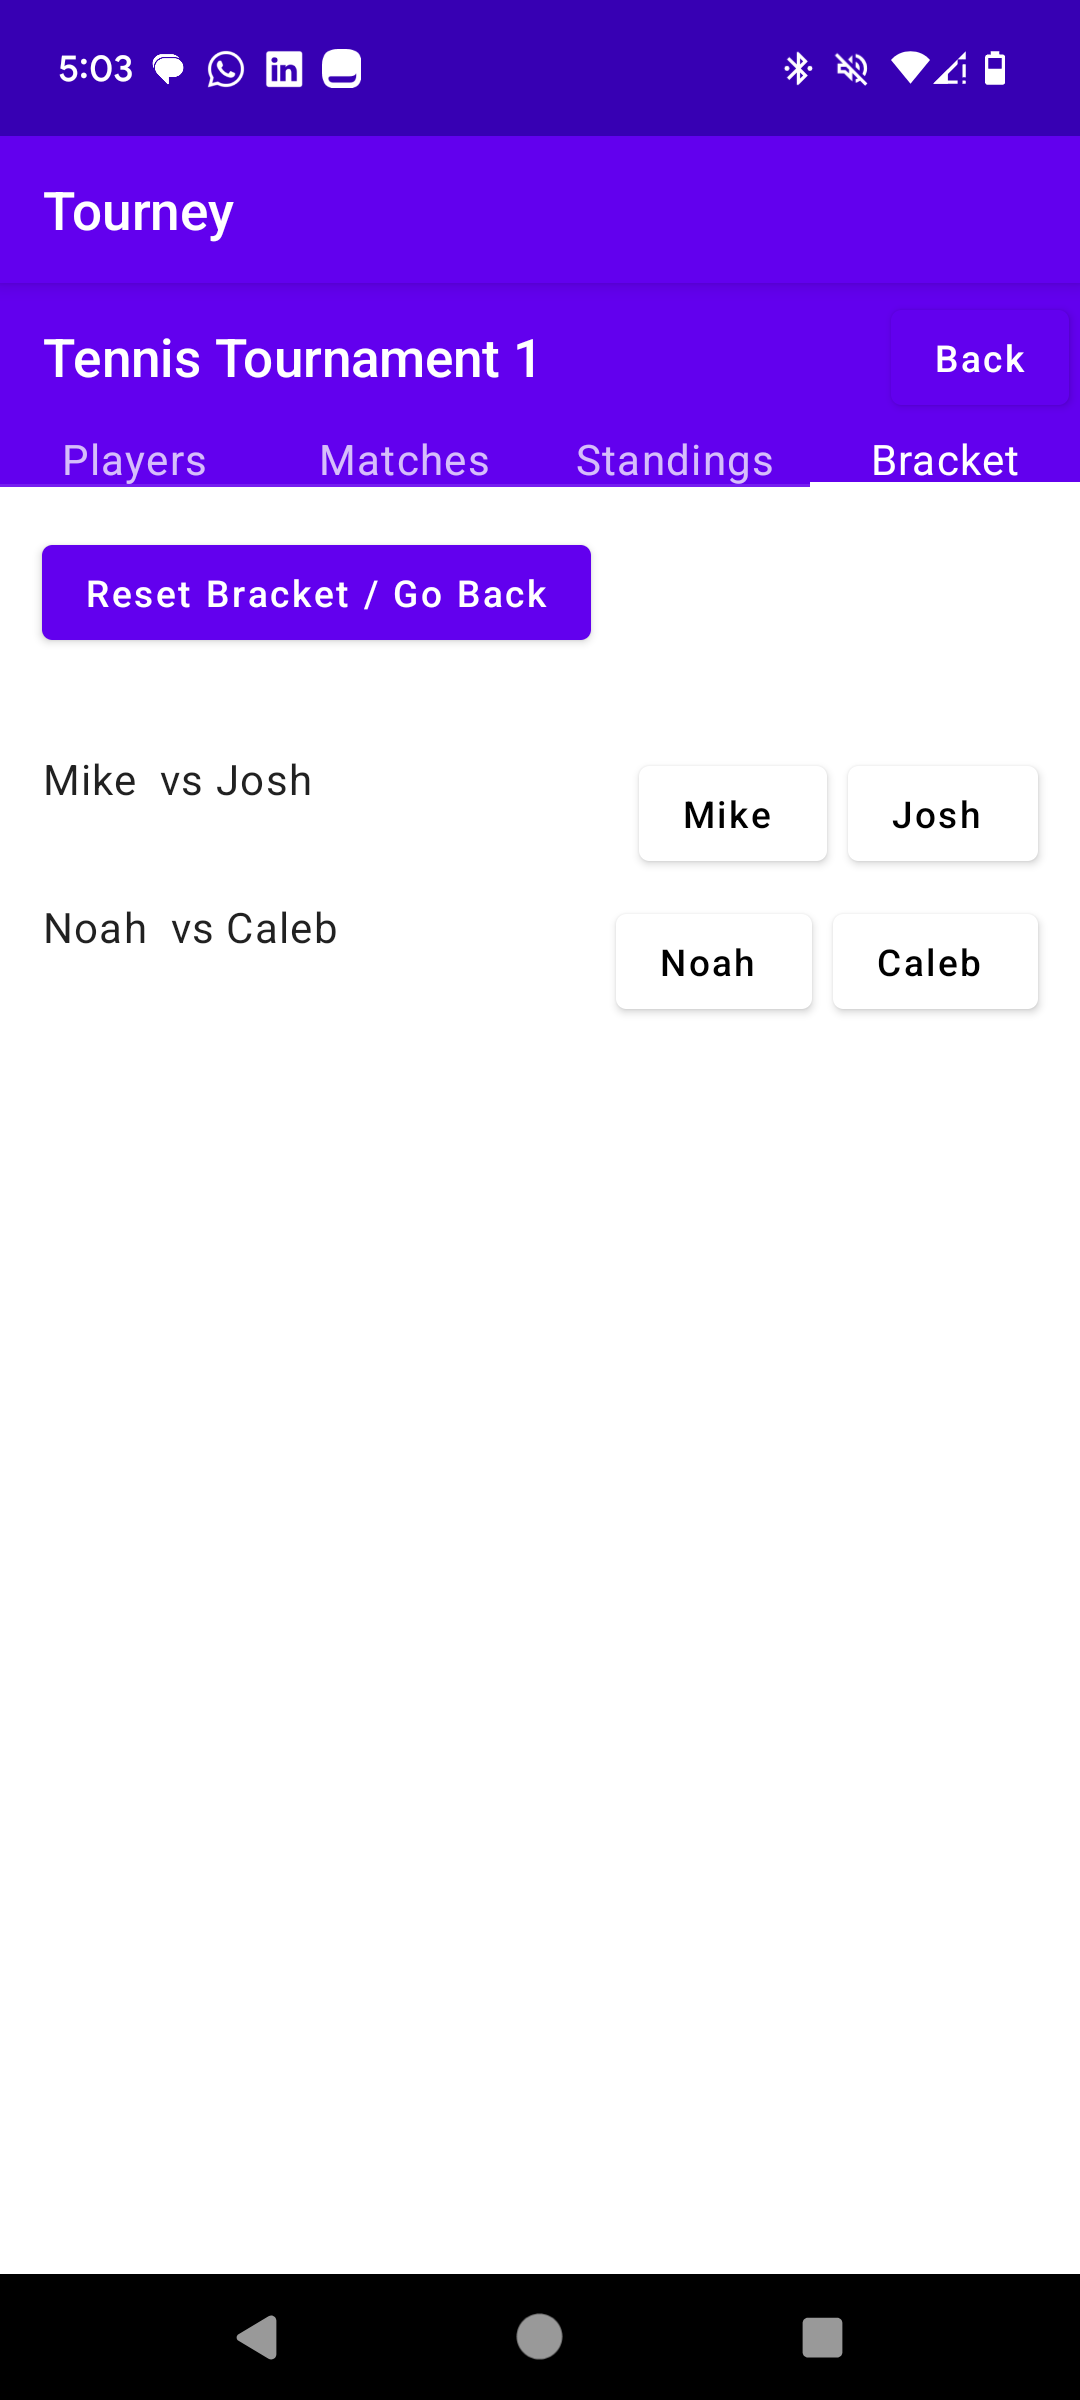 5:03
Tourney
Tennis Tournament 1 Back
Players Matches Standings Bracket
Reset Bracket / Go Back
Mike vs Josh Mike Josh
Noah vs Caleb Noah Caleb